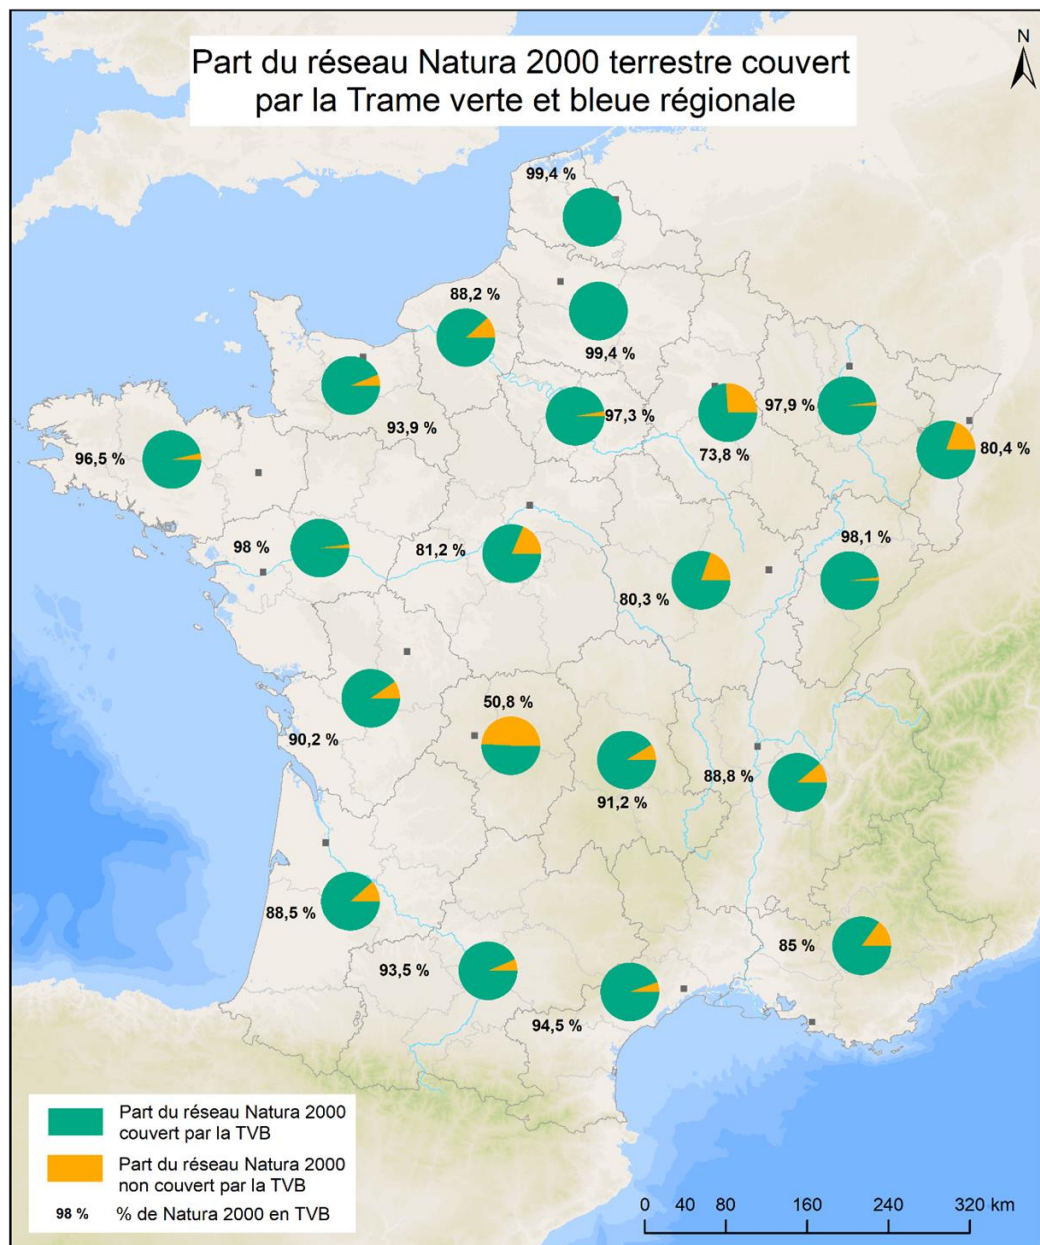 Part du réseau Natura 2000 terrestre couvert
par la Trame verte et bleue régionale
N
99,4 %
88,2 %
99,4 %
93,9 %
97,3 %
73,8 %
97,9 %
80,4 %
96,5 %
98 %
81,2 %
80,3 %
98,1 %
90,2 %
50,8 %
91,2 %
88,8 %
88,5 %
93,5 %
94,5 %
85 %
Part du réseau Natura 2000
couvert par la TVB
Part du réseau Natura 2000
non couvert par la TVB
98 % % de Natura 2000 en TVB
0 40 80 160 240 320 km